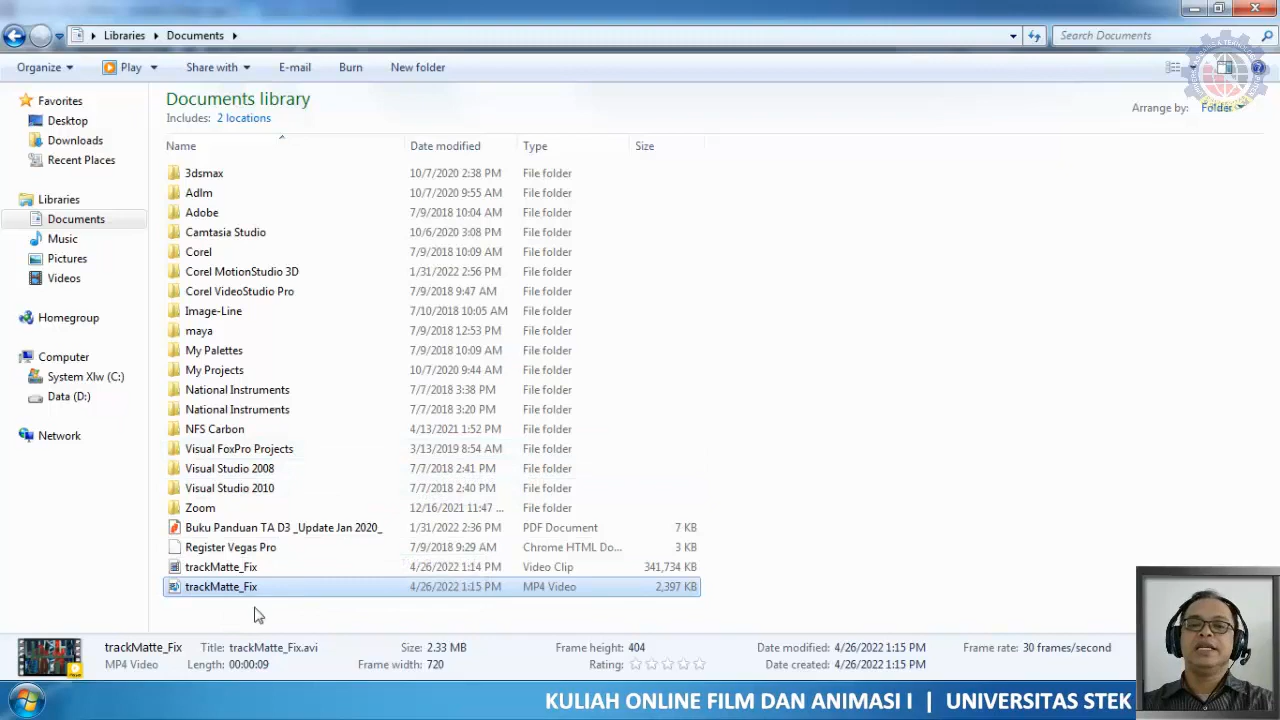 Libraries Documents
Search Documents
Organize Play Share with E-mail Burn New folder
Favorites
Desktop
Downloads
Recent Places
Libraries
Documents
Music
Pictures
Videos
Homegroup
Computer
System Xlw (C:)
Data (D:)
Network
Documents library
Includes: 2 locations
Arrange by: Folder
Name Date modified Type Size
3dsmax 10/7/2020 2:38 PM File folder
Adlm 10/7/2020 9:55 AM File folder
Adobe 7/9/2018 10:04 AM File folder
Camtasia Studio 10/6/2020 3:08 PM File folder
Corel 7/9/2018 10:09 AM File folder
Corel MotionStudio 3D 1/31/2022 2:56 PM File folder
Corel VideoStudio Pro 7/9/2018 9:47 AM File folder
Image-Line 7/10/2018 10:05 AM File folder
maya 7/9/2018 12:53 PM File folder
My Palettes 7/9/2018 10:09 AM File folder
My Projects 10/7/2020 9:44 AM File folder
National Instruments 7/7/2018 3:38 PM File folder
National Instruments 7/7/2018 3:20 PM File folder
NFS Carbon 4/13/2021 1:52 PM File folder
Visual FoxPro Projects 3/13/2019 8:54 AM File folder
Visual Studio 2008 7/7/2018 2:41 PM File folder
Visual Studio 2010 7/7/2018 2:40 PM File folder
Zoom 12/16/2021 11:47 ... File folder
Buku Panduan TA D3 _Update Jan 2020_ 1/31/2022 2:36 PM PDF Document 7 KB
Register Vegas Pro 7/9/2018 9:29 AM Chrome HTML Do... 3 KB
trackMatte_Fix 4/26/2022 1:14 PM Video Clip 341,734 KB
trackMatte_Fix 4/26/2022 1:15 PM MP4 Video 2,397 KB
trackMatte_Fix Title: trackMatte_Fix.avi Size: 2.33 MB Frame height: 404 Date modified: 4/26/2022 1:15 PM Frame rate: 30 frames/second
MP4 Video Length: 00:00:09 Frame width: 720 Rating: Date created: 4/26/2022 1:15 PM
KULIAH ONLINE FILM DAN ANIMASI I | UNIVERSITAS STEK